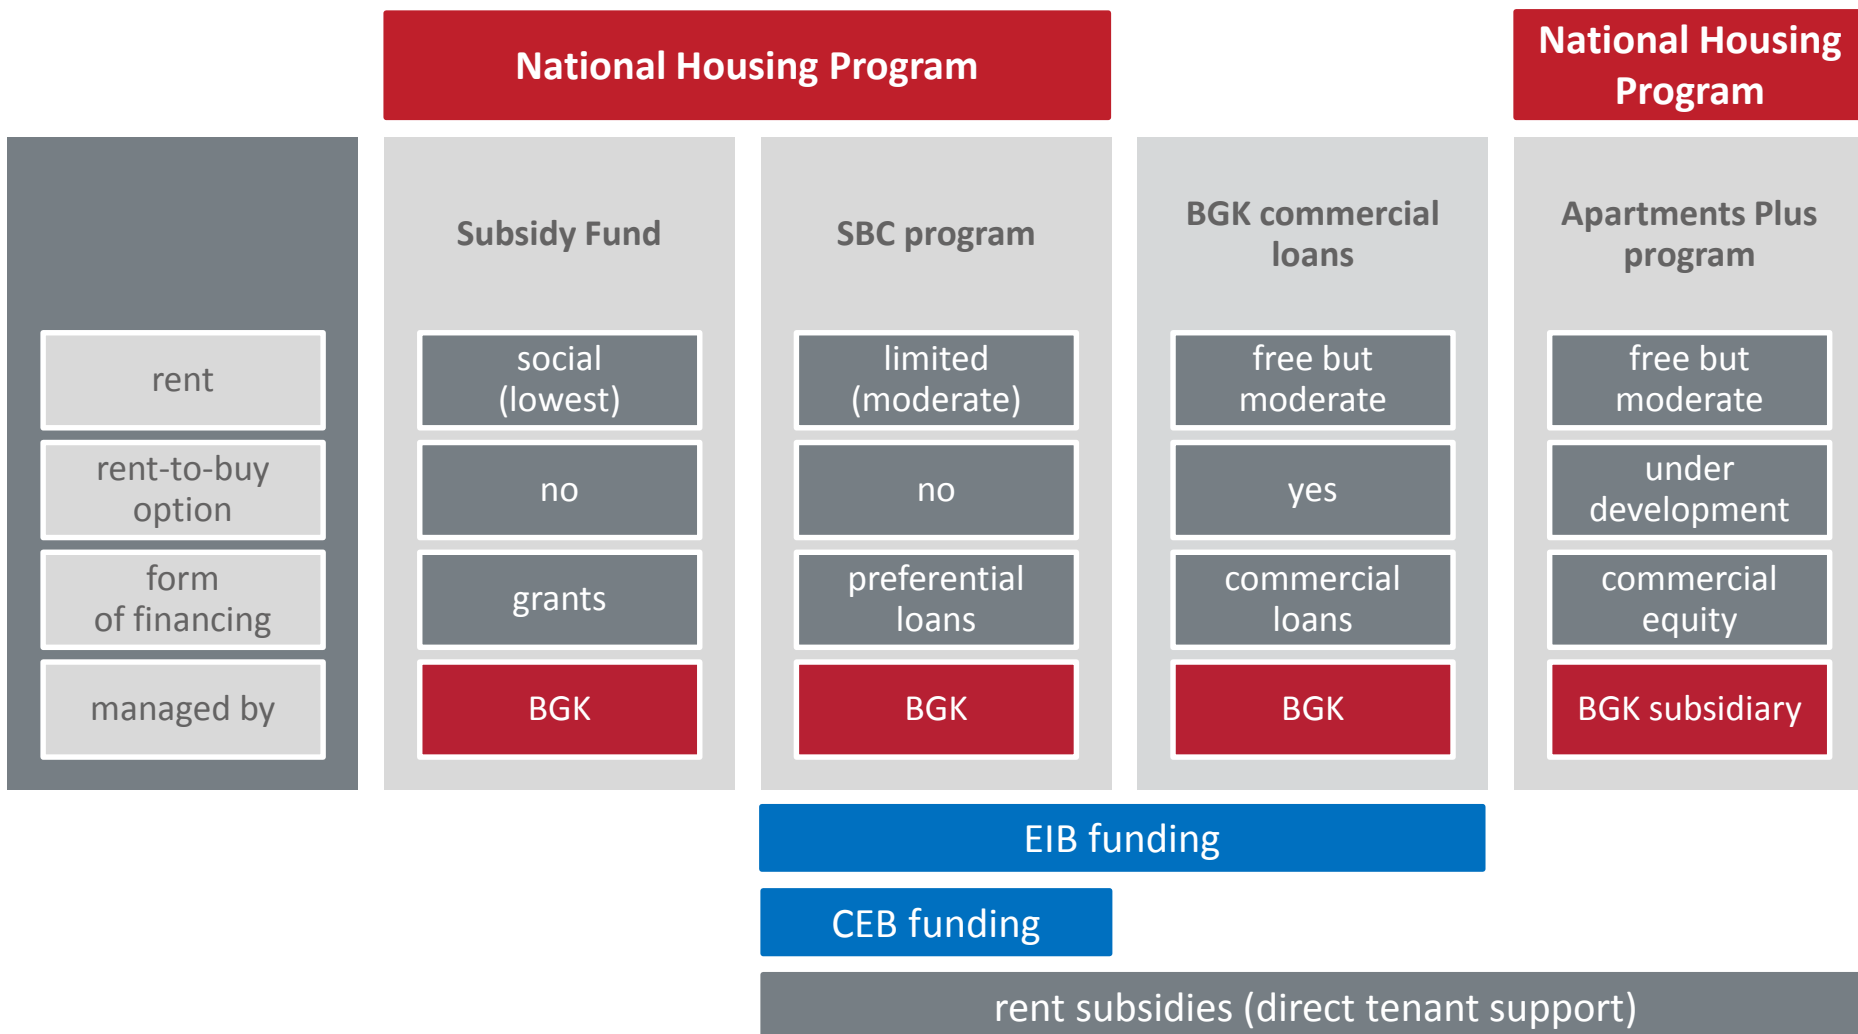 National Housing Program
National Housing
Program
Subsidy Fund
SBC program
BGK commercial
loans
Apartments Plus
program
rent
social
(lowest)
limited
(moderate)
free but
moderate
free but
moderate
rent-to-buy
option
no
no
yes
under
development
form
of financing
grants
preferential
loans
commercial
loans
commercial
equity
managed by
BGK
BGK
BGK
BGK subsidiary
EIB funding
CEB funding
rent subsidies (direct tenant support)